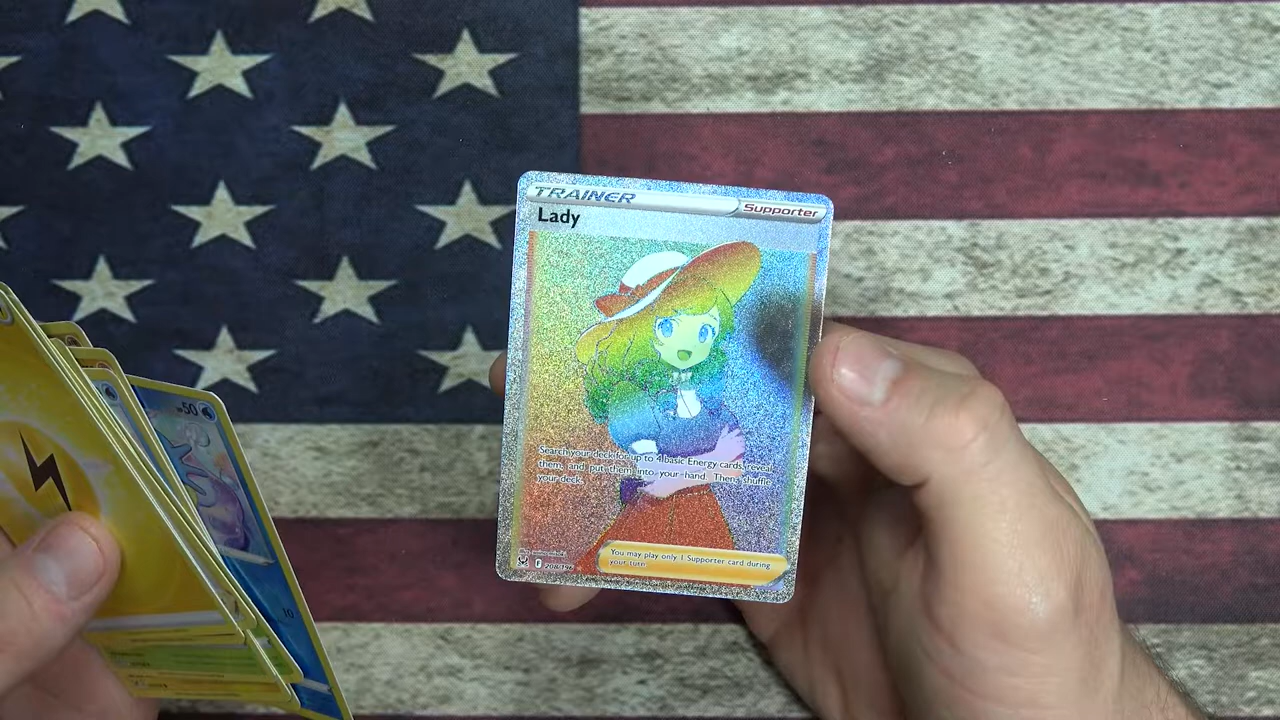 TRAINER
Supporter
Lady
Search your deck for up to 4 basic Energy cards, reveal
them, and put them into your hand. Then, shuffle
your deck.
You may play only 1 Supporter card during
your turn.
50
10